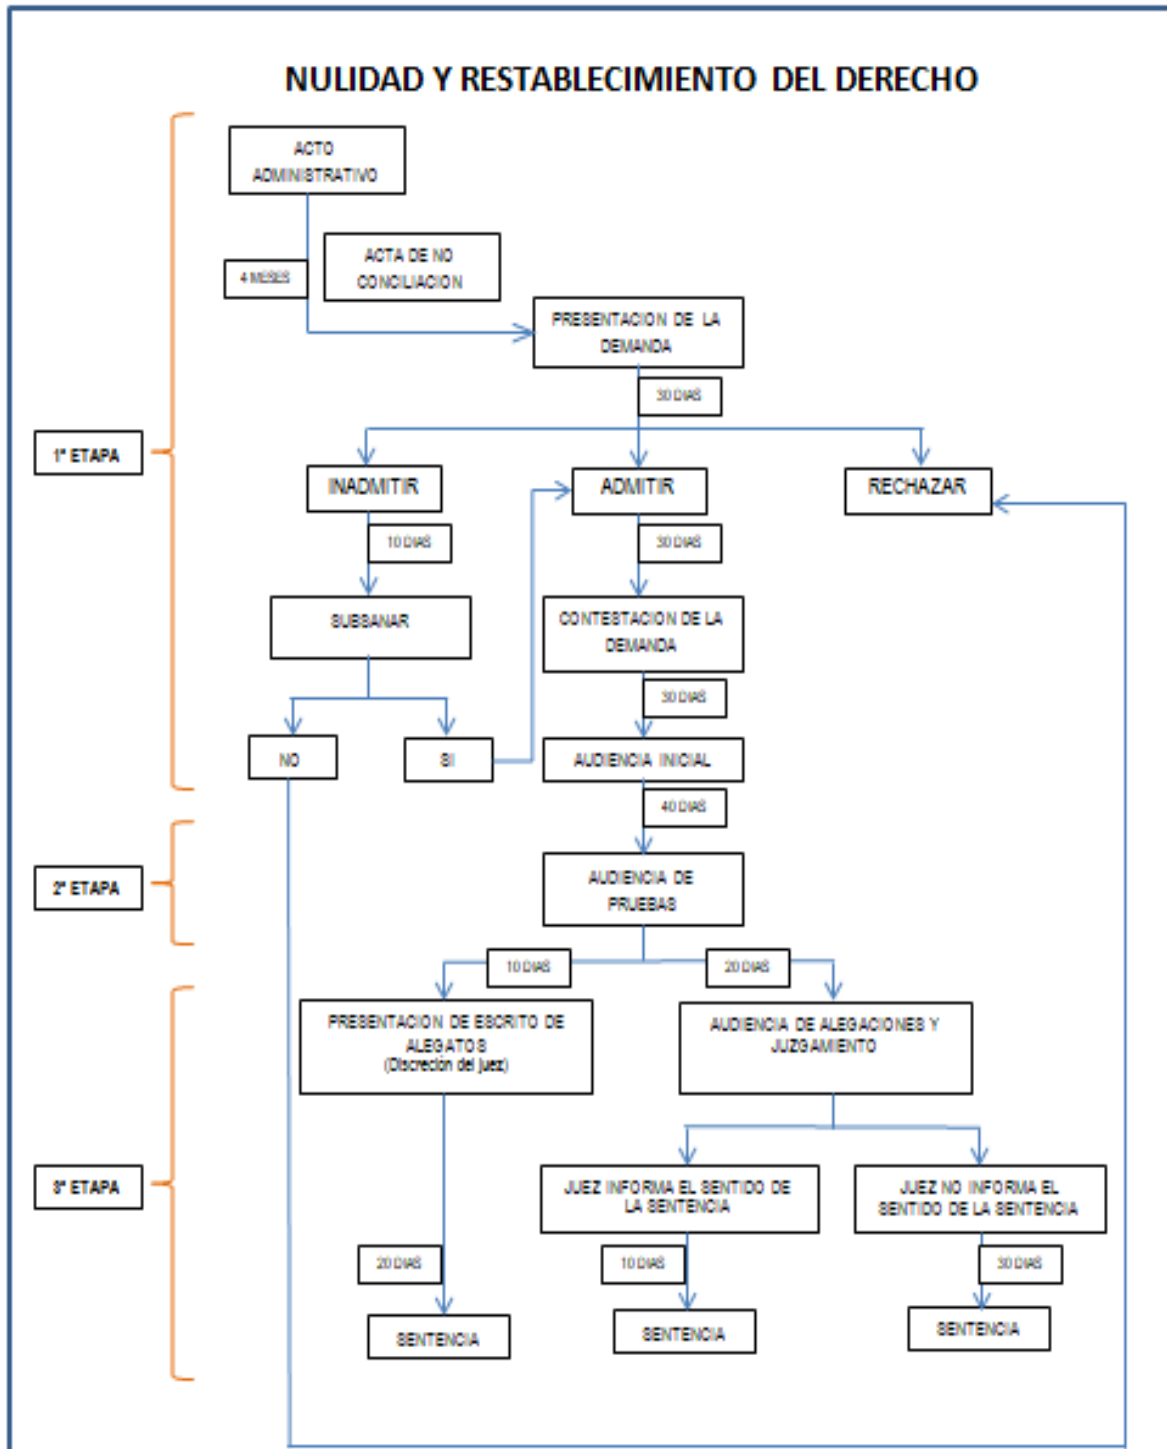 NULIDAD Y RESTABLECIMIENTO DEL DERECHO
ACTO
ADMINISTRATIVO
4 MESES
ACTA DE NO
CONCILIACION
PRESENTACION DE LA
DEMANDA
30 DIAS
1ª ETAPA
INADMITIR
ADMITIR
RECHAZAR
10 DIAS
30 DIAS
SUBSANAR
CONTESTACION DE LA
DEMANDA
30 DIAS
NO
SI
AUDIENCIA INICIAL
40 DIAS
2ª ETAPA
AUDIENCIA DE
PRUEBAS
10 DIAS
20 DIAS
PRESENTACION DE ESCRITO DE
ALEGATOS
(Discreción del juez)
AUDIENCIA DE ALEGACIONES Y
JUZGAMIENTO
3ª ETAPA
JUEZ INFORMA EL SENTIDO DE
LA SENTENCIA
JUEZ NO INFORMA EL
SENTIDO DE LA SENTENCIA
20 DIAS
10 DIAS
30 DIAS
SENTENCIA
SENTENCIA
SENTENCIA